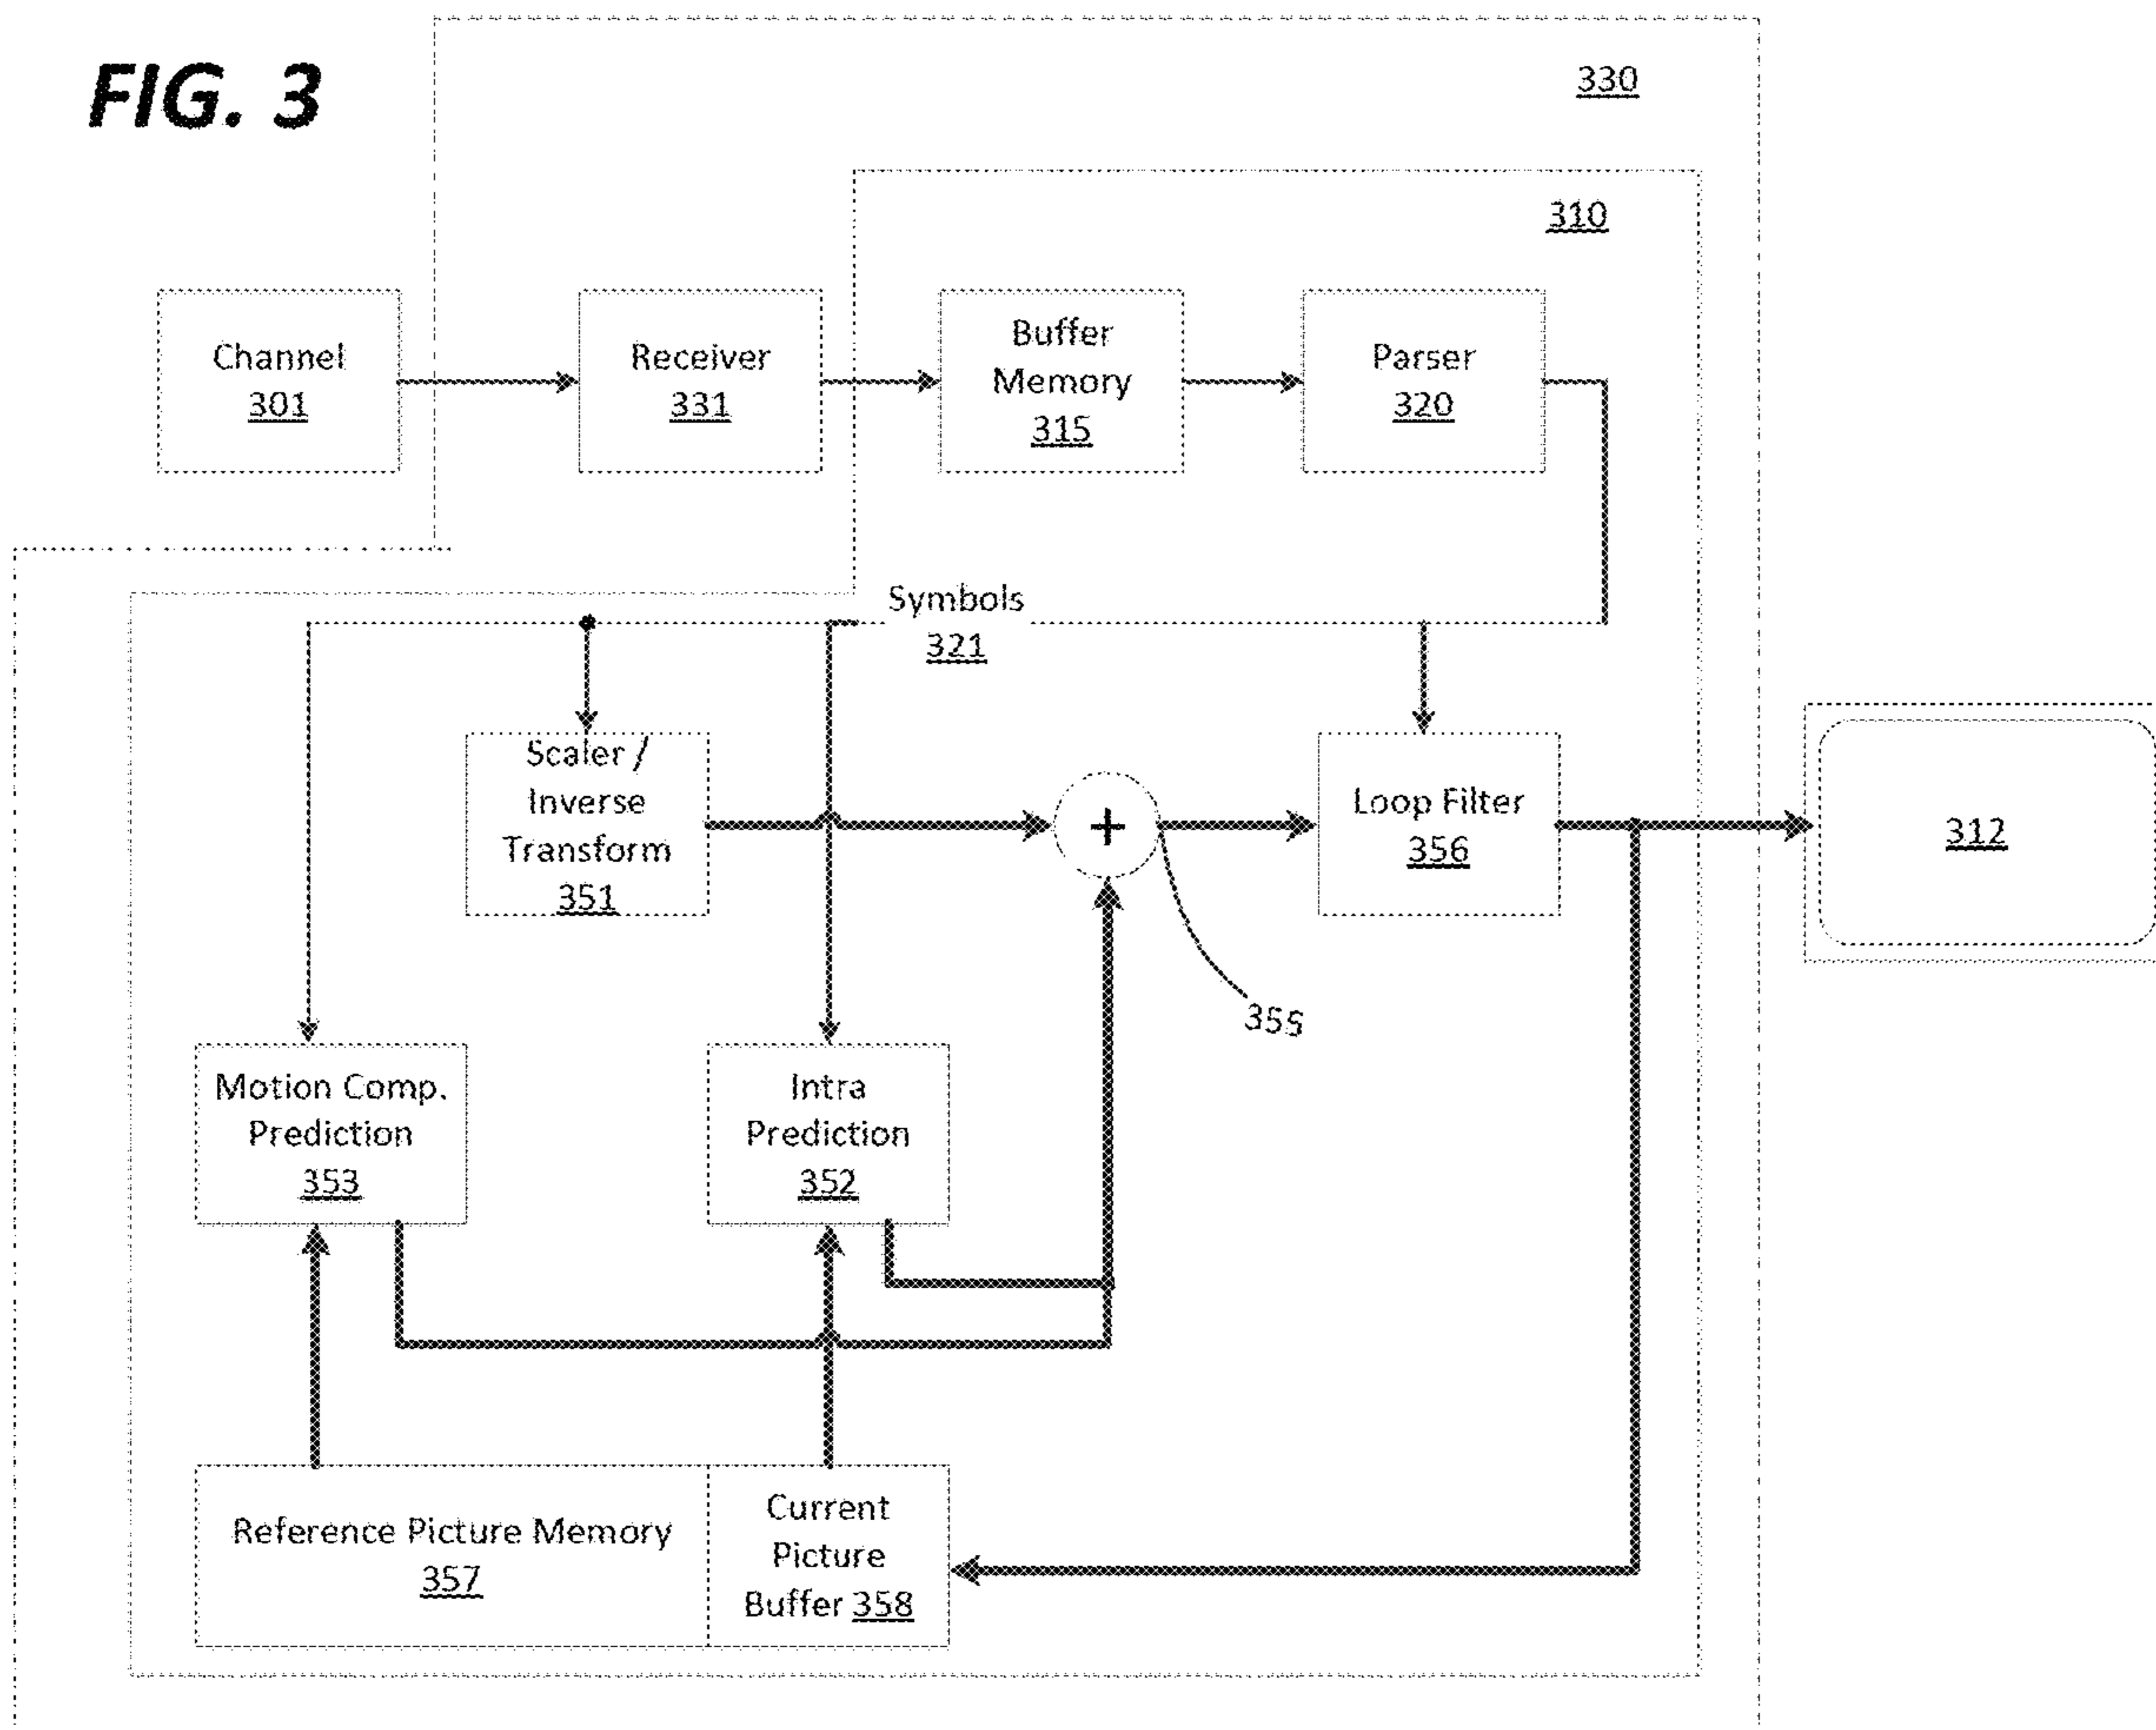 FIG. 3
330
310
Channel
301
Receiver
331
Buffer
Memory
315
Parser
320
Symbols
321
Scaler /
Inverse
Transform
351
+
Loop Filter
356
312
355
Motion Comp.
Prediction
353
Intra
Prediction
352
Reference Picture Memory
357
Current
Picture
Buffer 358